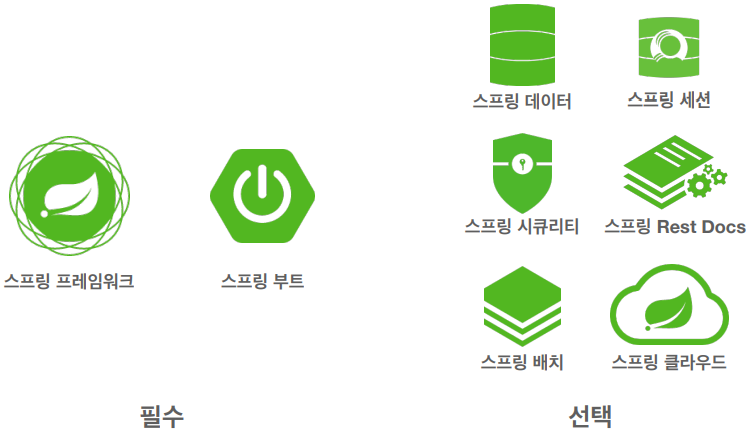 스프링 데이터
스프링 세션
스프링 시큐리티
스프링 Rest Docs
스프링 프레임워크
스프링 부트
스프링 배치
스프링 클라우드
필수
선택